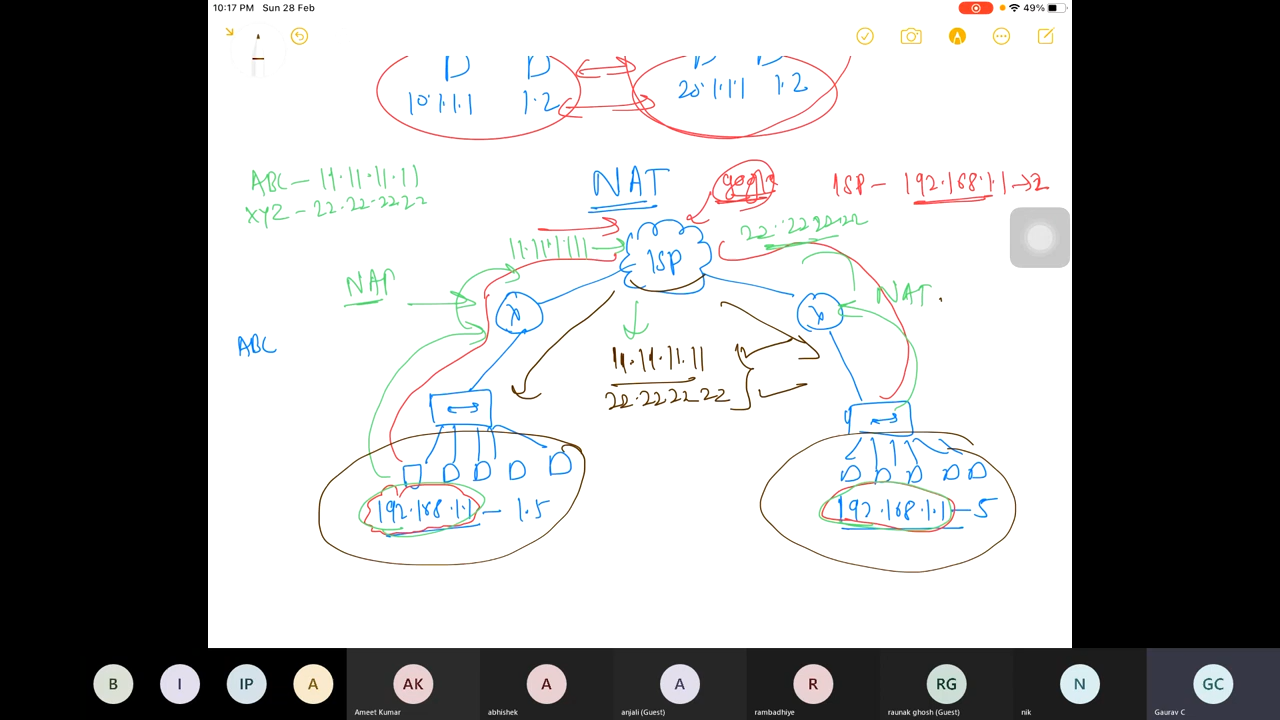 10:17 PM Sun 28 Feb
49%
10.1.1.1 1.2
20.1.1.1 1.2
ABC - 11.11.11.11
XYZ - 22.22.22.22
NAT
google
ISP - 192.168.1.1 → 2
11.11.11.11
ISP
22.22.22.22
NAT
NAT
ABC
11.11.11.11
22.22.22.22
192.168.1.1 - 1.5
192.168.1.1 - 5
B
I
IP
A
AK
A
A
R
RG
N
GC
Ameet Kumar
abhishek
anjali (Guest)
rambadhiye
raunak ghosh (Guest)
nik
Gaurav C